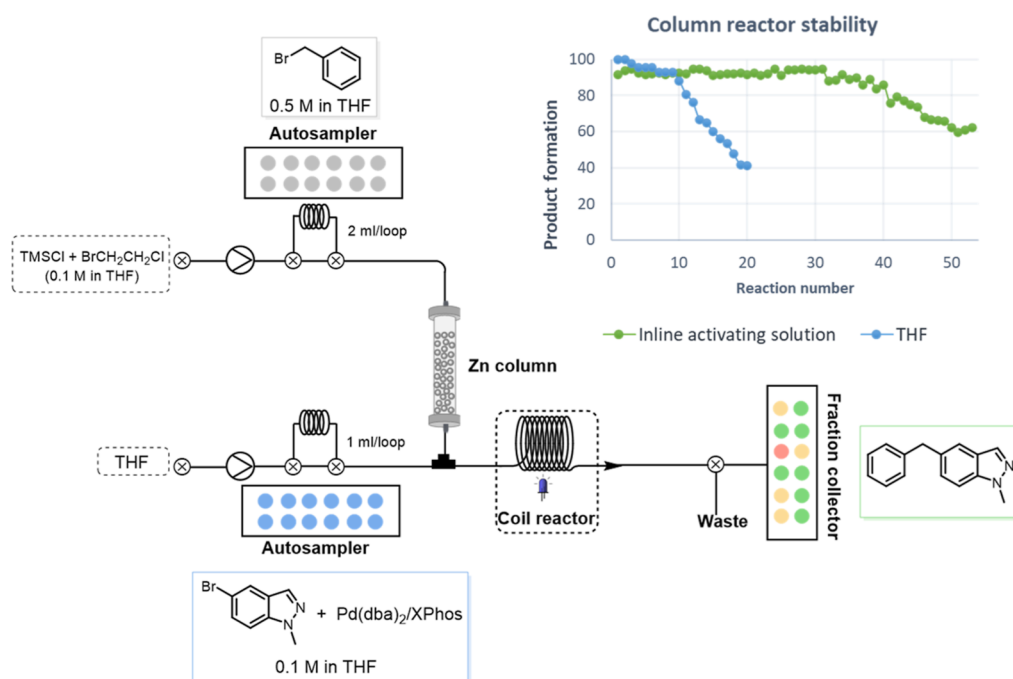 Column reactor stability
Product formation
100
80
60
40
20
0
0
10
20
30
40
50
Reaction number
Inline activating solution
THF
Br
0.5 M in THF
Autosampler
2 ml/loop
TMSCl + BrCH₂CH₂Cl
(0.1 M in THF)
Zn column
1 ml/loop
THF
Autosampler
Coil reactor
Waste
Fraction collector
N
N
Br
N
N
+ Pd(dba)₂/XPhos
0.1 M in THF